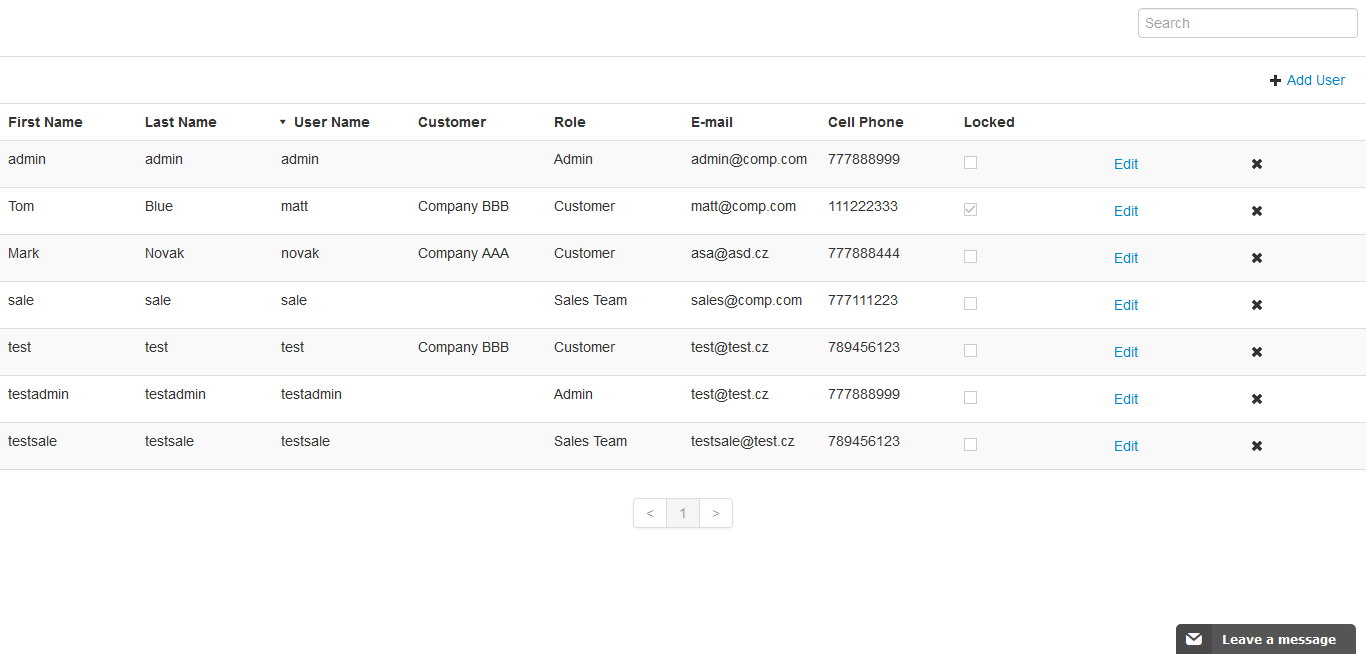 Search
Add User
First Name Last Name User Name Customer Role E-mail Cell Phone Locked
admin admin admin Admin admin@comp.com 777888999 Edit
Tom Blue matt Company BBB Customer matt@comp.com 111222333 Edit
Mark Novak novak Company AAA Customer asa@asd.cz 777888444 Edit
sale sale sale Sales Team sales@comp.com 777111223 Edit
test test test Company BBB Customer test@test.cz 789456123 Edit
testadmin testadmin testadmin Admin test@test.cz 777888999 Edit
testsale testsale testsale Sales Team testsale@test.cz 789456123 Edit
< 1 >
Leave a message